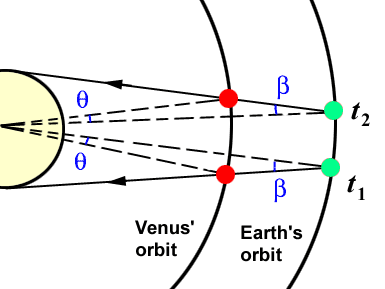 θ
β
t₂
θ
β
t₁
Venus'
orbit
Earth's
orbit